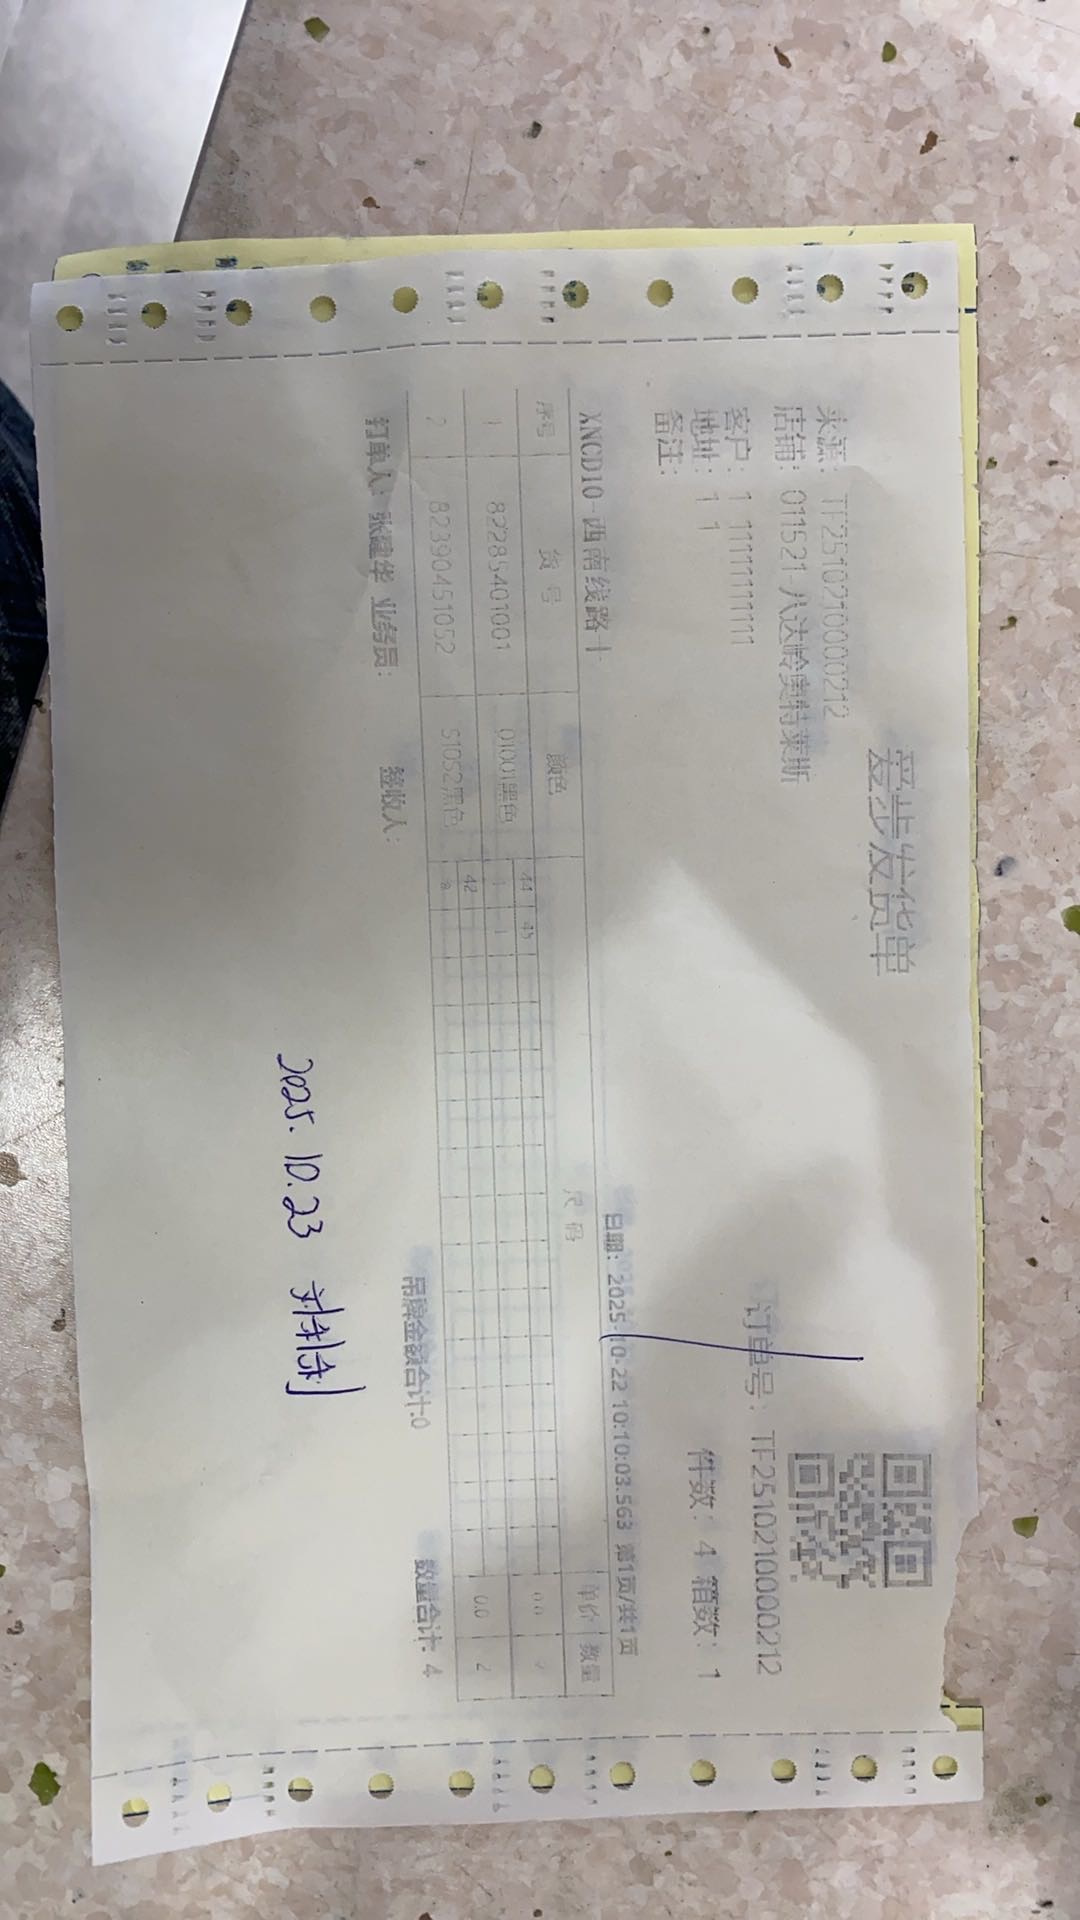 爱步发货单
来源: TF2510210000212
店铺: 011521-八达岭奥特莱斯
订单号: TF2510210000212
客户: 1 11111111111
地址: 1 1
件数: 4 箱数: 1
备注:
XNCD10-西南线路十
日期: 2025-10-22 10:10:03.563 第1页/共1页
序号 货号 颜色 尺码 单价 数量
44 45
1 82285401001 01001黑色 1 1 0.0 2
42
2 82390451052 51052黑色 2 0.0 2
打单人: 张建华 业务员: 签收人: 吊牌金额合计:0 数量合计: 4
2025.10.23